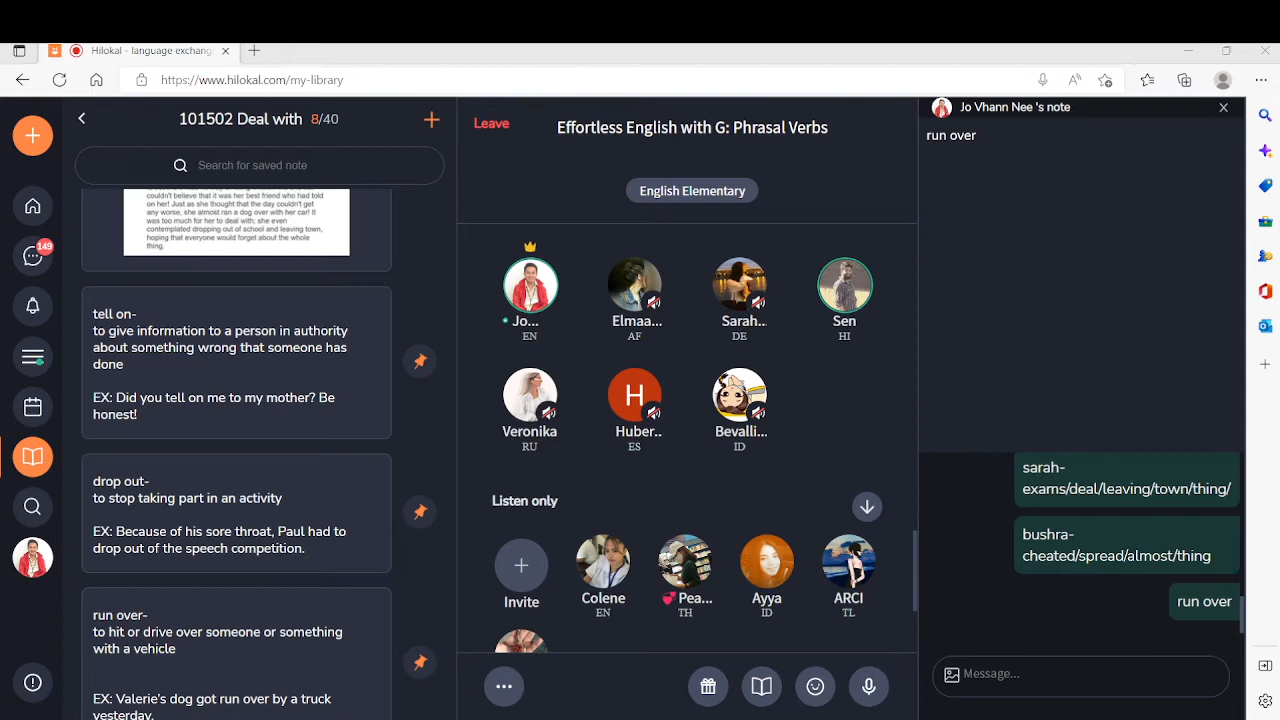 Hilokal - language exchang
https://www.hilokal.com/my-library
149
101502 Deal with 8/40
Search for saved note
couldn't believe that it was her best friend who had told
on her! Just as she thought that the day couldn't get
any worse, she almost ran a dog over with her car! It
was too much for her to deal with; she even
contemplated dropping out of school and leaving town,
hoping that everyone would forget about the whole
thing.
tell on-
to give information to a person in authority
about something wrong that someone has
done
EX: Did you tell on me to my mother? Be
honest!
drop out-
to stop taking part in an activity
EX: Because of his sore throat, Paul had to
drop out of the speech competition.
run over-
to hit or drive over someone or something
with a vehicle
EX: Valerie's dog got run over by a truck
yesterday.
Leave
Effortless English with G: Phrasal Verbs
English Elementary
Jo...
EN
Elmaa...
AF
Sarah...
DE
Sen
HI
Veronika
RU
H
Huber..
ES
Bevalli...
ID
Listen only
Invite
Colene
EN
Pea...
TH
Ayya
ID
ARCI
TL
Jo Vhann Nee 's note
run over
sarah-
exams/deal/leaving/town/thing/
bushra-
cheated/spread/almost/thing
run over
Message...